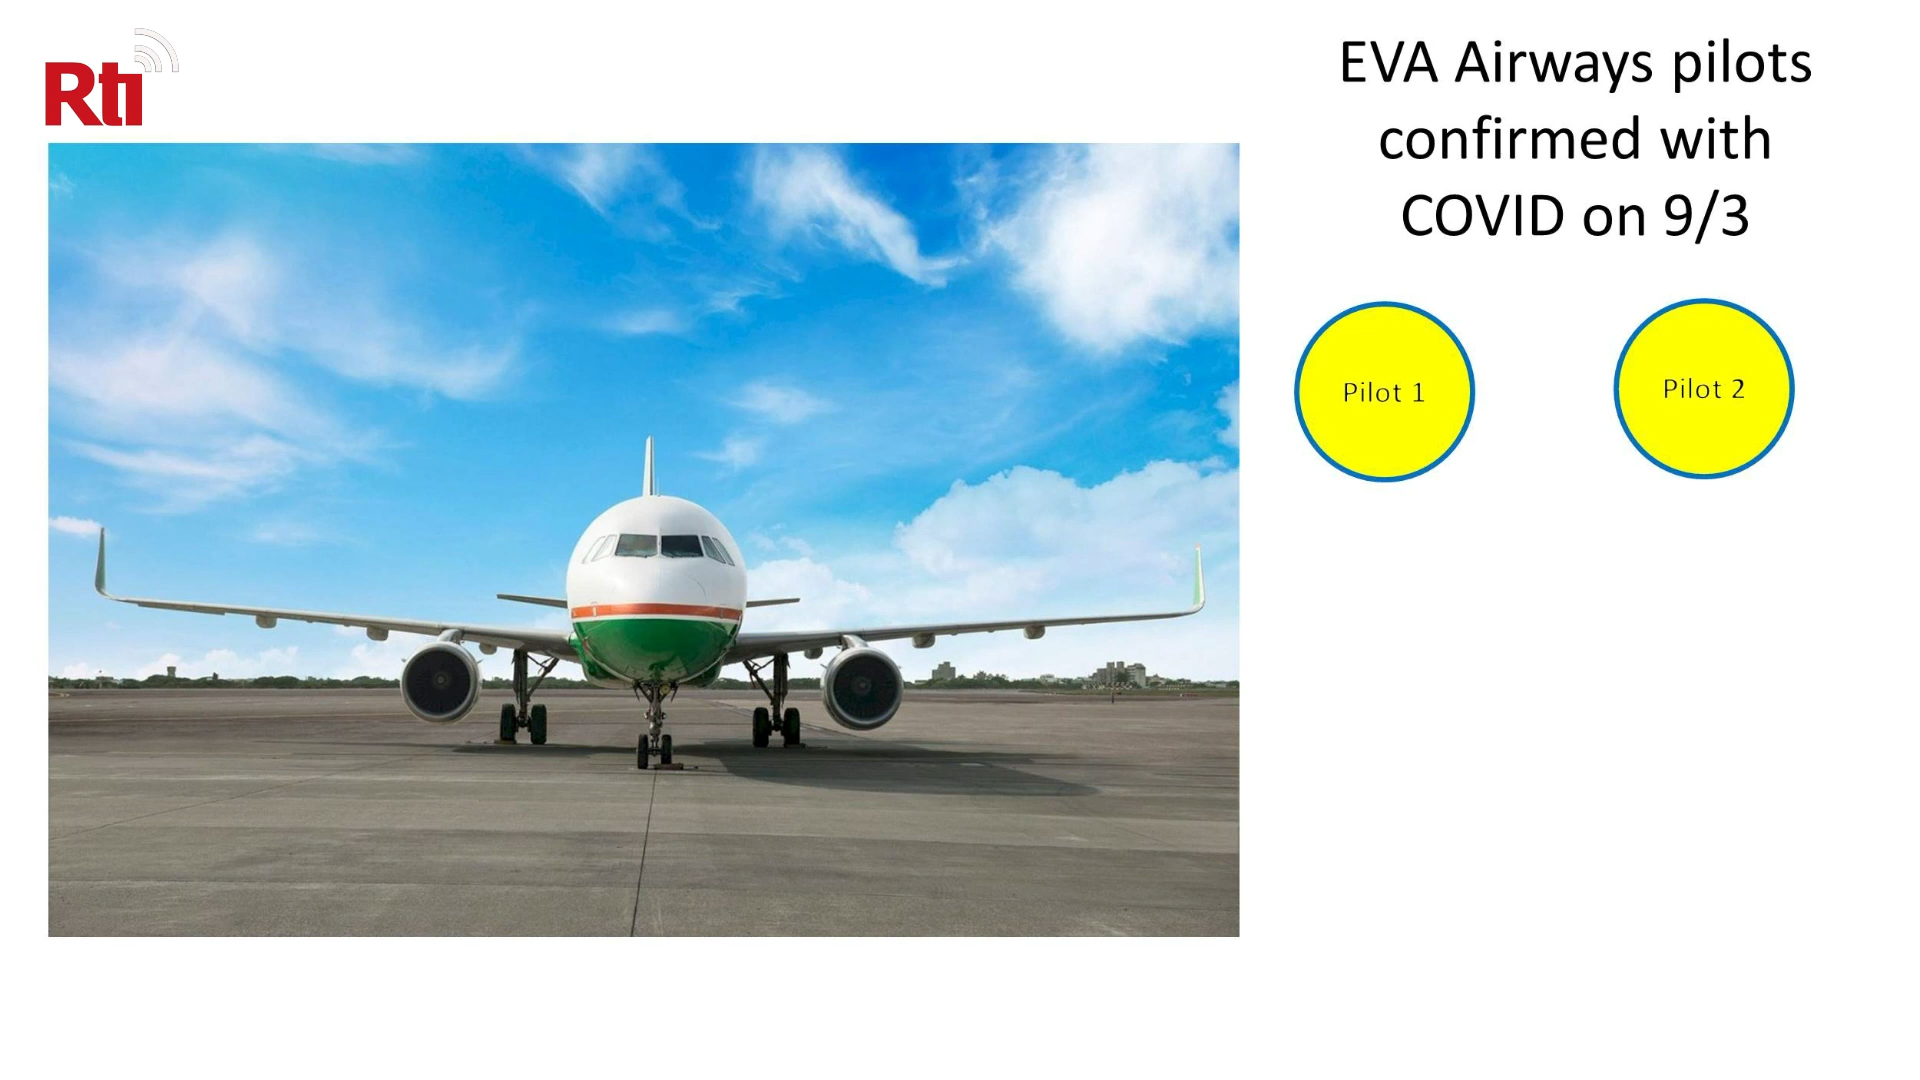 Rti
EVA Airways pilots
confirmed with
COVID on 9/3
Pilot 1
Pilot 2